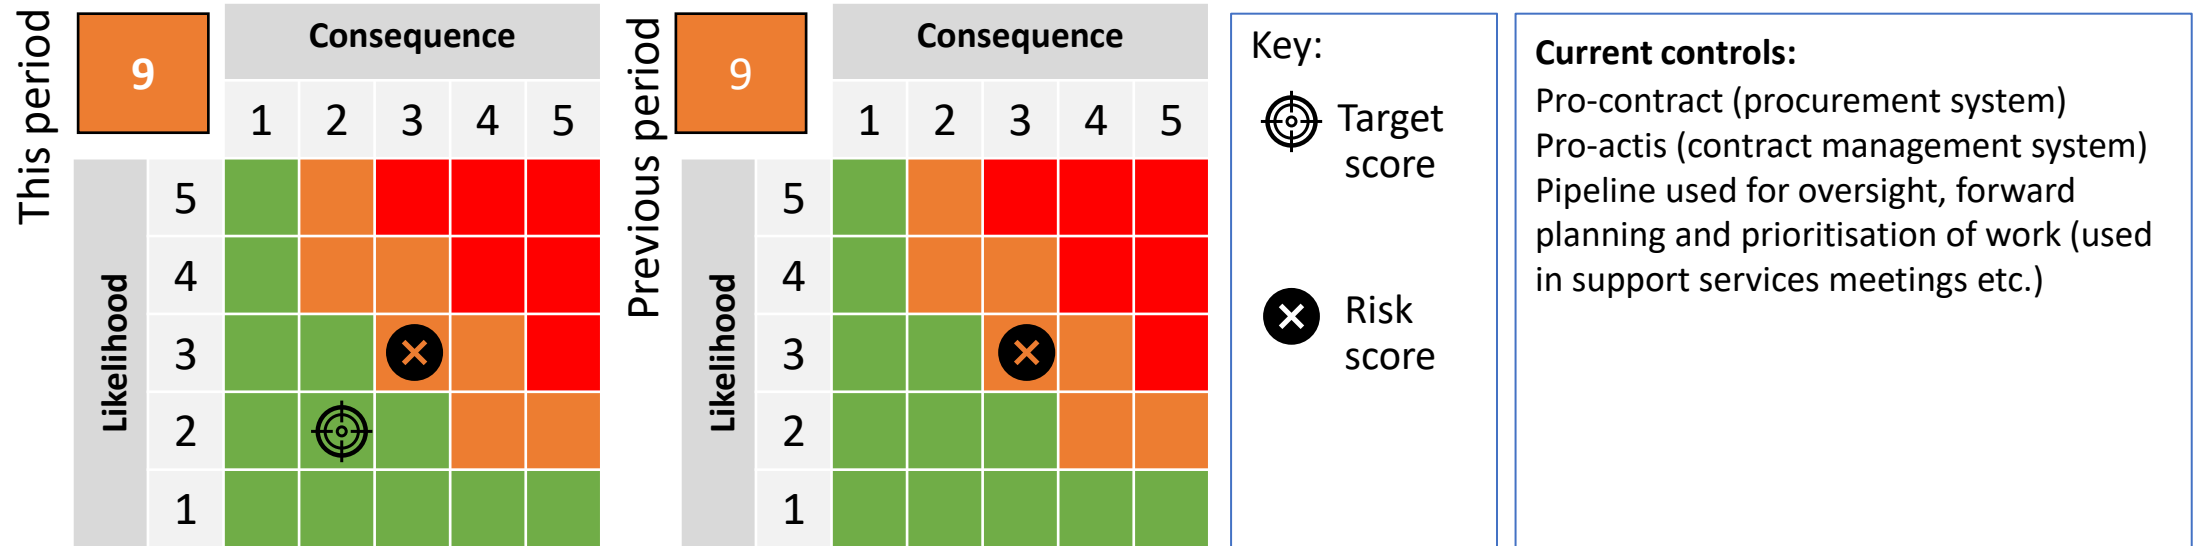 This period
9
Consequence
1 2 3 4 5
Likelihood
5
4
3
2
1
Previous period
9
Consequence
1 2 3 4 5
Likelihood
5
4
3
2
1
Key:
Target
score
Risk
score
Current controls:
Pro-contract (procurement system)
Pro-actis (contract management system)
Pipeline used for oversight, forward
planning and prioritisation of work (used
in support services meetings etc.)